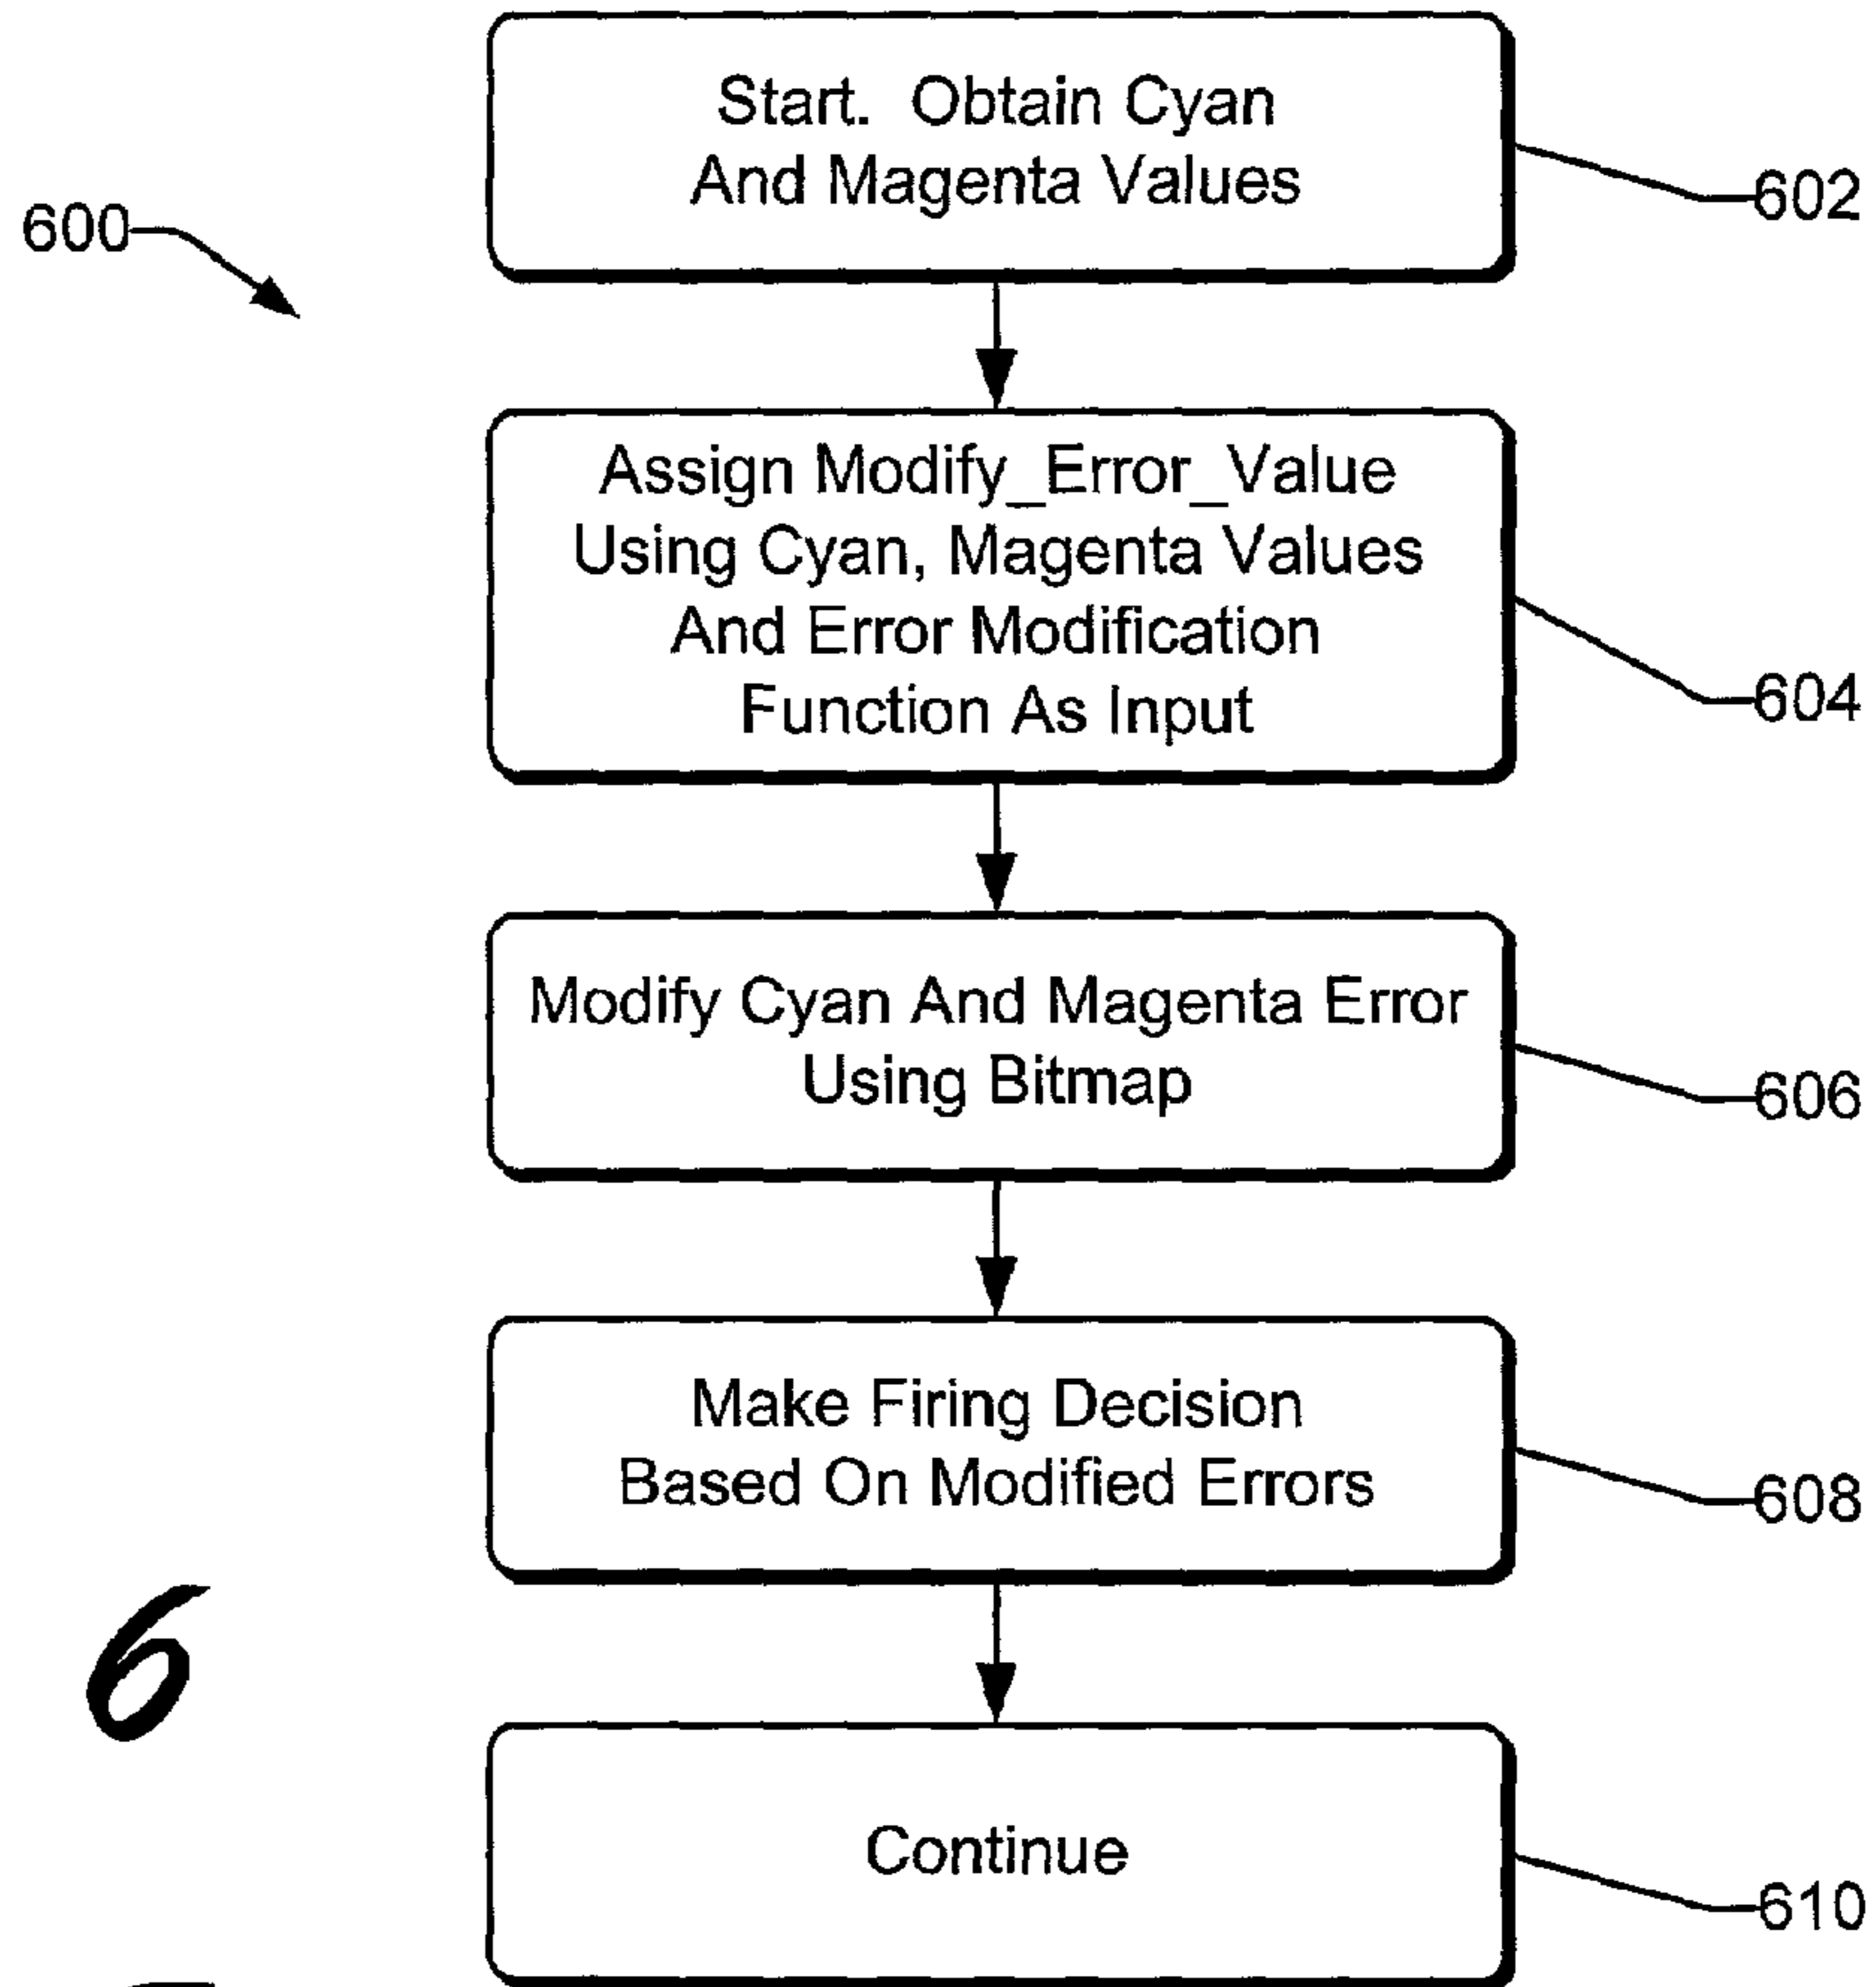 Start. Obtain Cyan
And Magenta Values
602
600
Assign Modify_Error_Value
Using Cyan, Magenta Values
And Error Modification
Function As Input
604
Modify Cyan And Magenta Error
Using Bitmap
606
Make Firing Decision
Based On Modified Errors
608
6
Continue
610